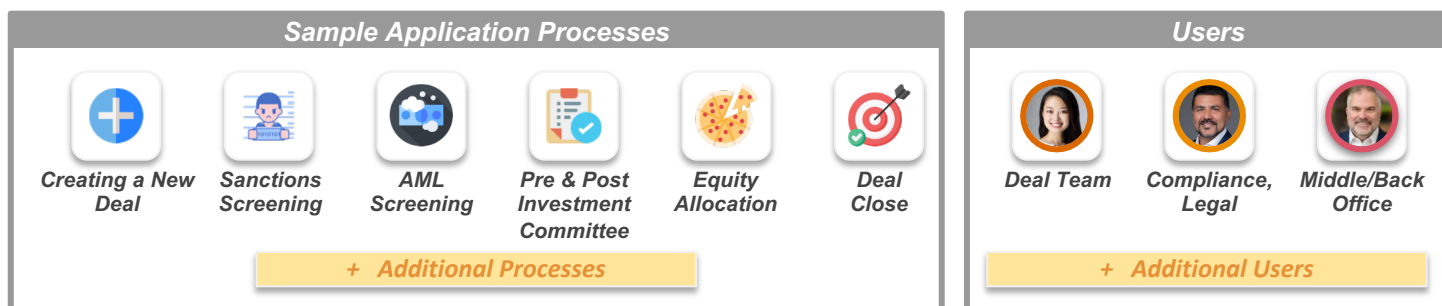 Sample Application Processes
Users
Creating a New
Deal
Sanctions
Screening
AML
Screening
Pre & Post
Investment
Committee
Equity
Allocation
Deal
Close
Deal Team
Compliance,
Legal
Middle/Back
Office
+ Additional Processes
+ Additional Users